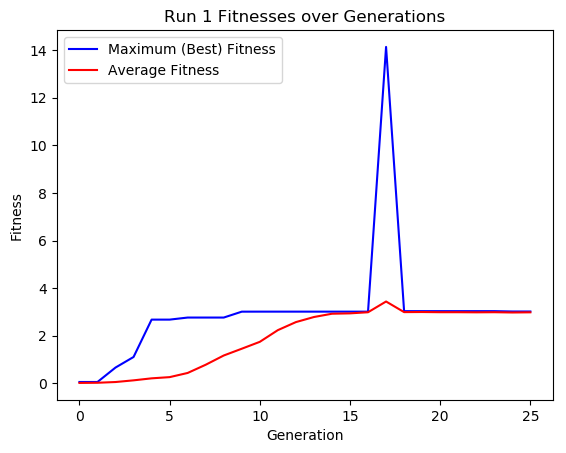 Run 1 Fitnesses over Generations
Maximum (Best) Fitness
Average Fitness
14
12
10
8
6
4
2
0
Fitness
0 5 10 15 20 25
Generation